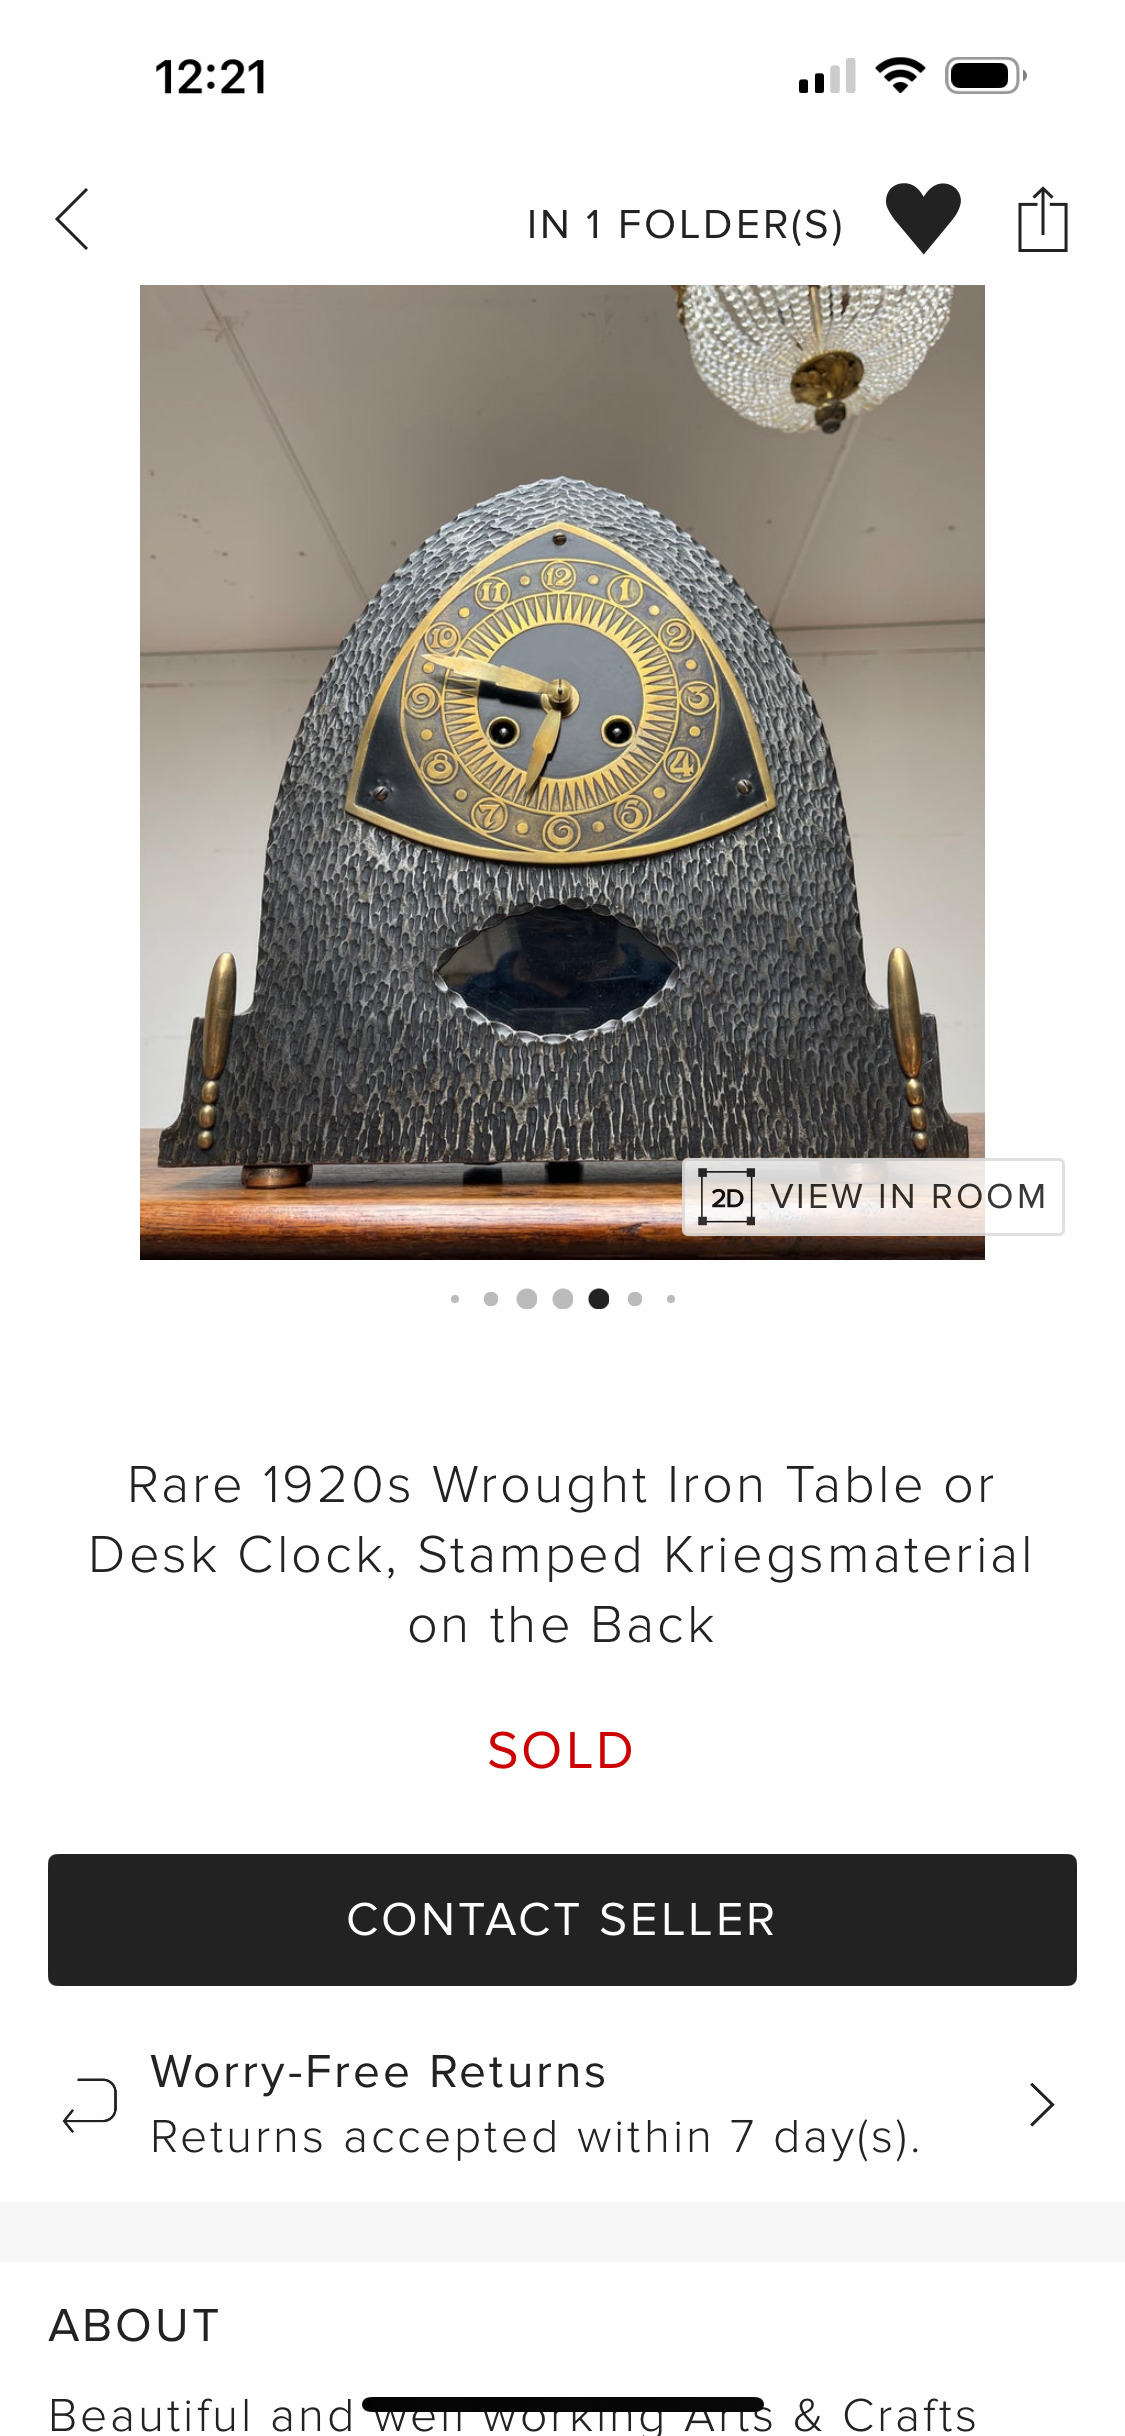 12:21
IN 1 FOLDER(S)
12
1
2
3
4
5
6
7
8
9
10
11
2D VIEW IN ROOM
Rare 1920s Wrought Iron Table or
Desk Clock, Stamped Kriegsmaterial
on the Back
SOLD
CONTACT SELLER
Worry-Free Returns
Returns accepted within 7 day(s).
ABOUT
Beautiful and well working Arts & Crafts